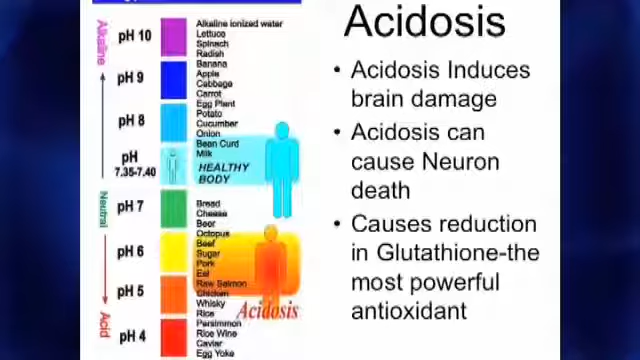 Alkaline
Neutral
Acid
pH 10
pH 9
pH 8
pH
7.35-7.40
pH 7
pH 6
pH 5
pH 4
Alkaline ionized water
Lettuce
Spinach
Radish
Banana
Apple
Cabbage
Carrot
Egg Plant
Potato
Cucumber
Onion
Bean Curd
Milk
HEALTHY
BODY
Bread
Cheese
Beer
Octopus
Beef
Sugar
Pork
Eel
Raw Salmon
Chicken
Whisky
Rice
Acidosis
Persimmon
Rice Wine
Caviar
Egg Yoke
Acidosis
• Acidosis Induces
brain damage
• Acidosis can
cause Neuron
death
• Causes reduction
in Glutathione-the
most powerful
antioxidant